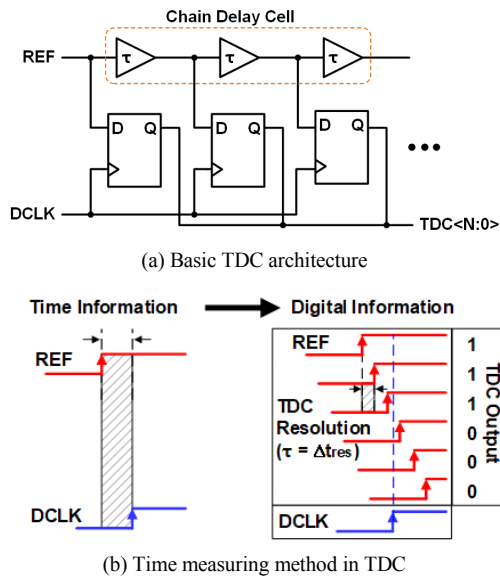 Chain Delay Cell
REF
τ τ τ
D Q D Q D Q
DCLK
TDC<N:0>
(a) Basic TDC architecture
Time Information
Digital Information
REF
DCLK
REF
TDC
Resolution
(τ = Δtres)
DCLK
1
1
1
0
0
0
TDC Output
(b) Time measuring method in TDC